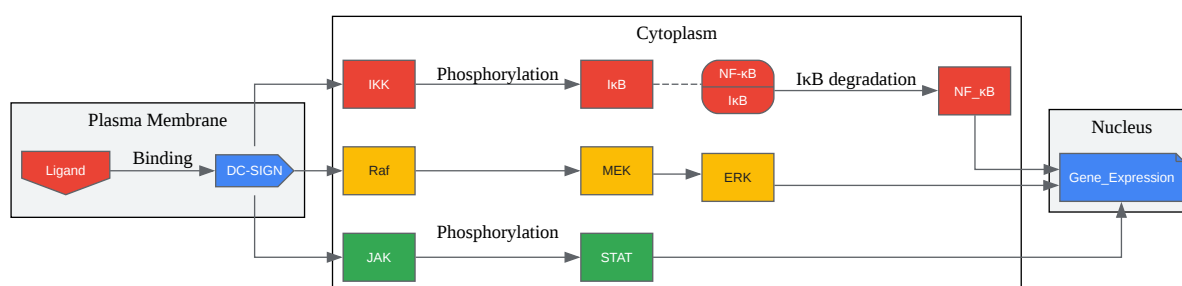 Cytoplasm
Plasma Membrane
Nucleus
IKK
Phosphorylation
IκB
NF-κB
IκB
IκB degradation
NF_κB
Ligand
Binding
DC-SIGN
Raf
MEK
ERK
Gene_Expression
JAK
Phosphorylation
STAT